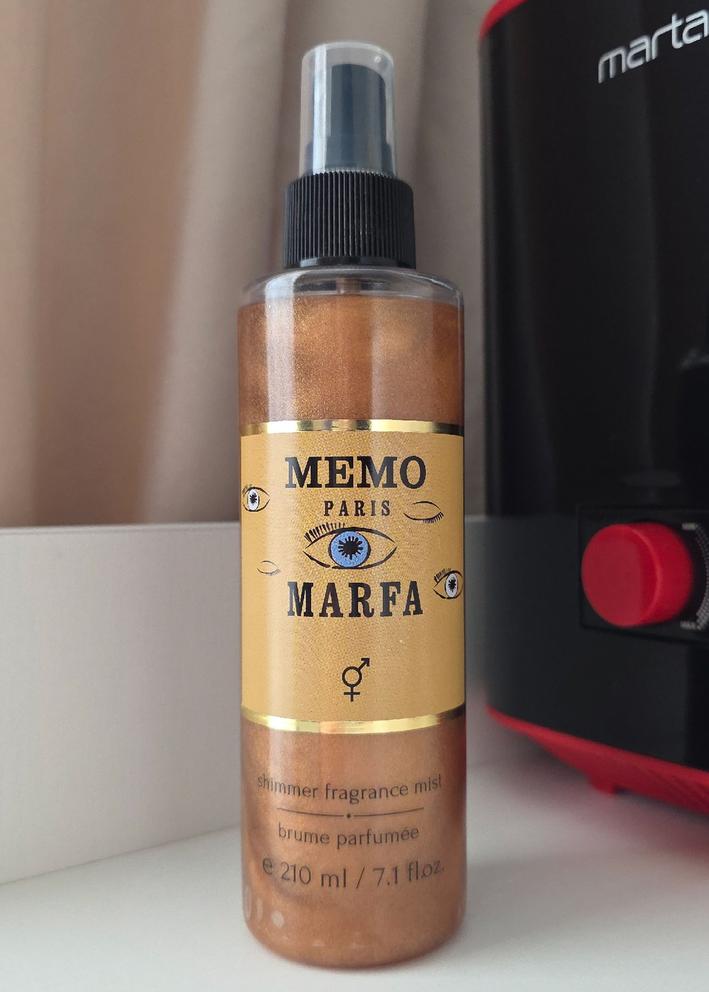 marta
MEMO
PARIS
MARFA
shimmer fragrance mist
brume parfumée
e 210 ml / 7.1 fl.oz.